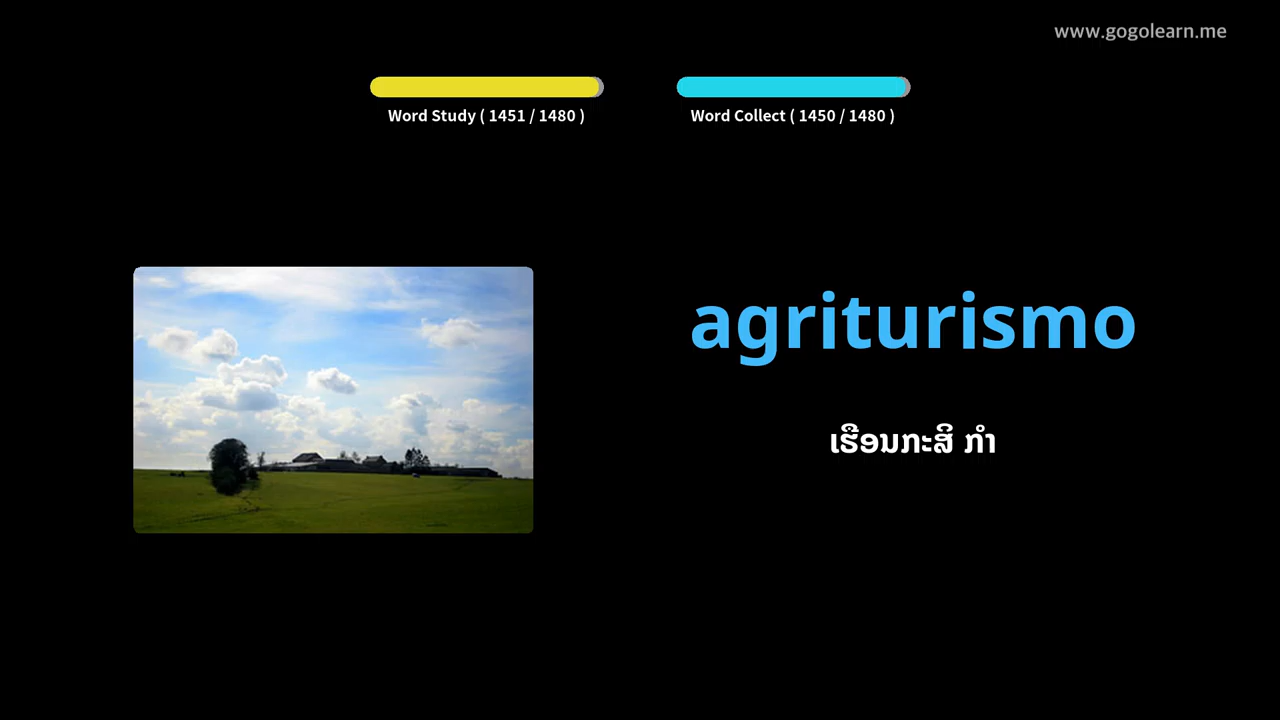 www.gogolearn.me
Word Study ( 1451 / 1480 )
Word Collect ( 1450 / 1480 )
agriturismo
ເຮືອນກະສິ ກຳ